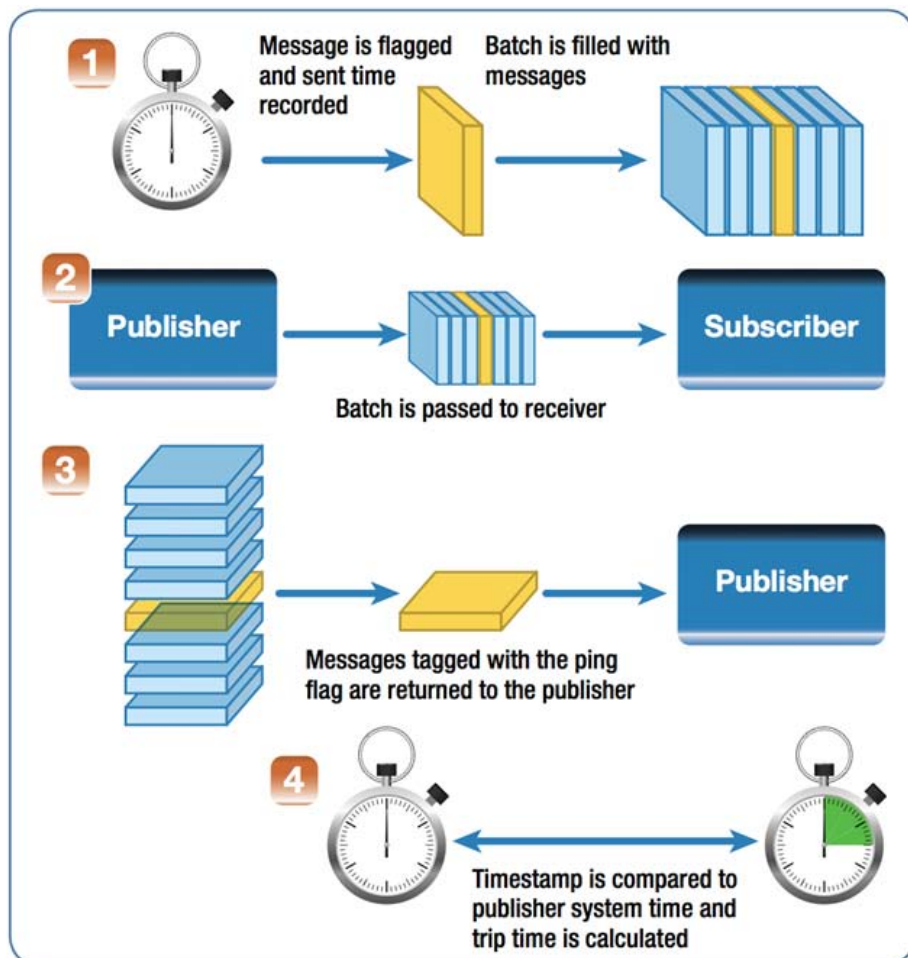 1
Message is flagged
and sent time
recorded
Batch is filled with
messages
2
Publisher
Subscriber
Batch is passed to receiver
3
Publisher
Messages tagged with the ping
flag are returned to the publisher
4
Timestamp is compared to
publisher system time and
trip time is calculated